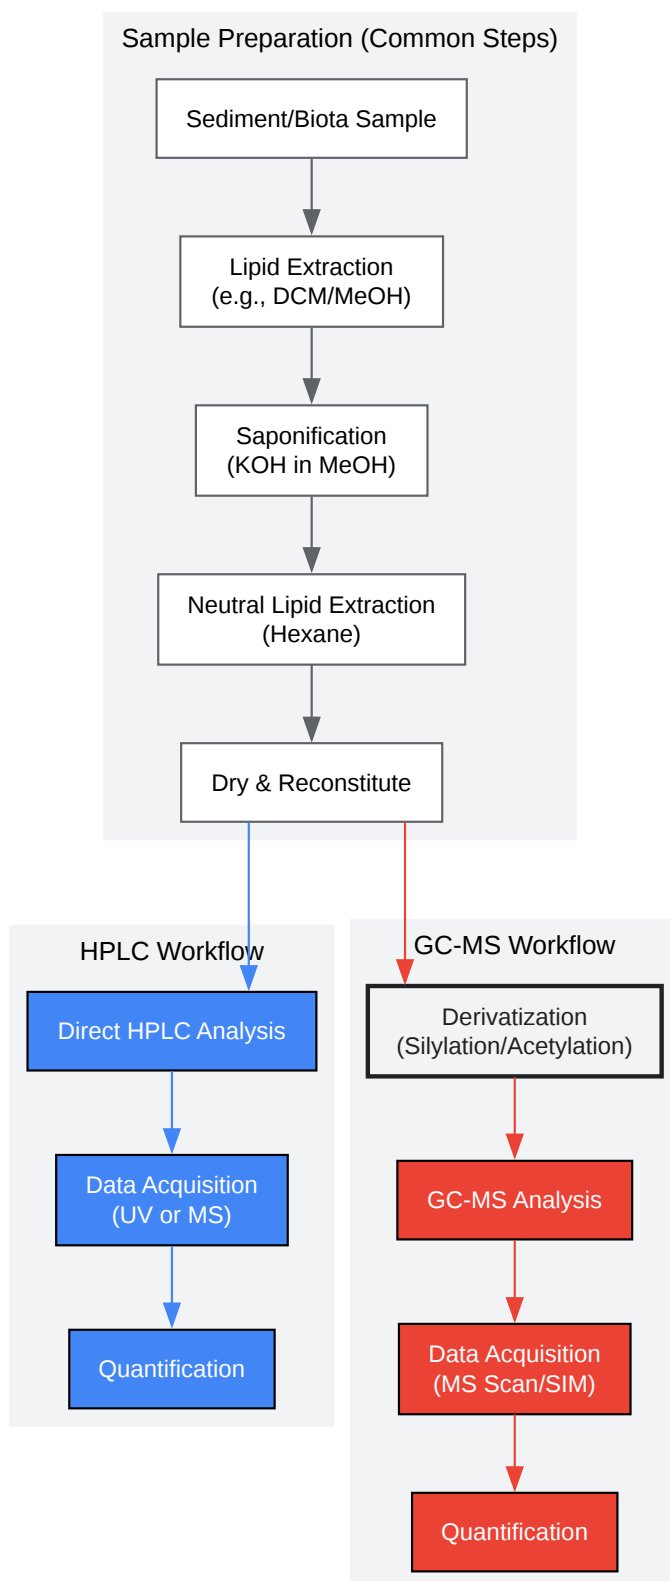 Sample Preparation (Common Steps)
Sediment/Biota Sample
Lipid Extraction
(e.g., DCM/MeOH)
Saponification
(KOH in MeOH)
Neutral Lipid Extraction
(Hexane)
Dry & Reconstitute
HPLC Workflow
Direct HPLC Analysis
Data Acquisition
(UV or MS)
Quantification
GC-MS Workflow
Derivatization
(Silylation/Acetylation)
GC-MS Analysis
Data Acquisition
(MS Scan/SIM)
Quantification